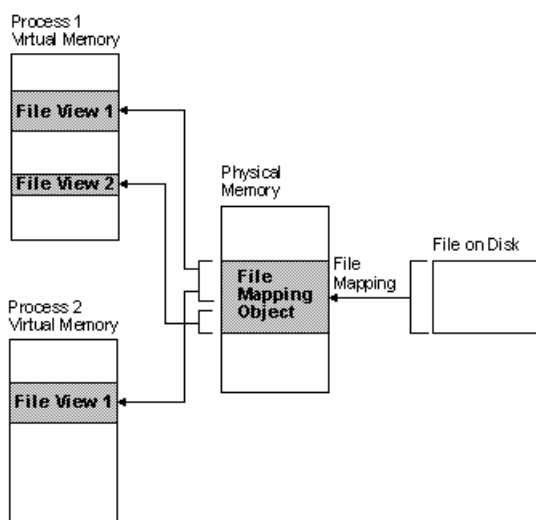 Process 1
Virtual Memory
File View 1
File View 2
Physical
Memory
File on Disk
File
Mapping
File
Mapping
Object
Process 2
Virtual Memory
File View 1